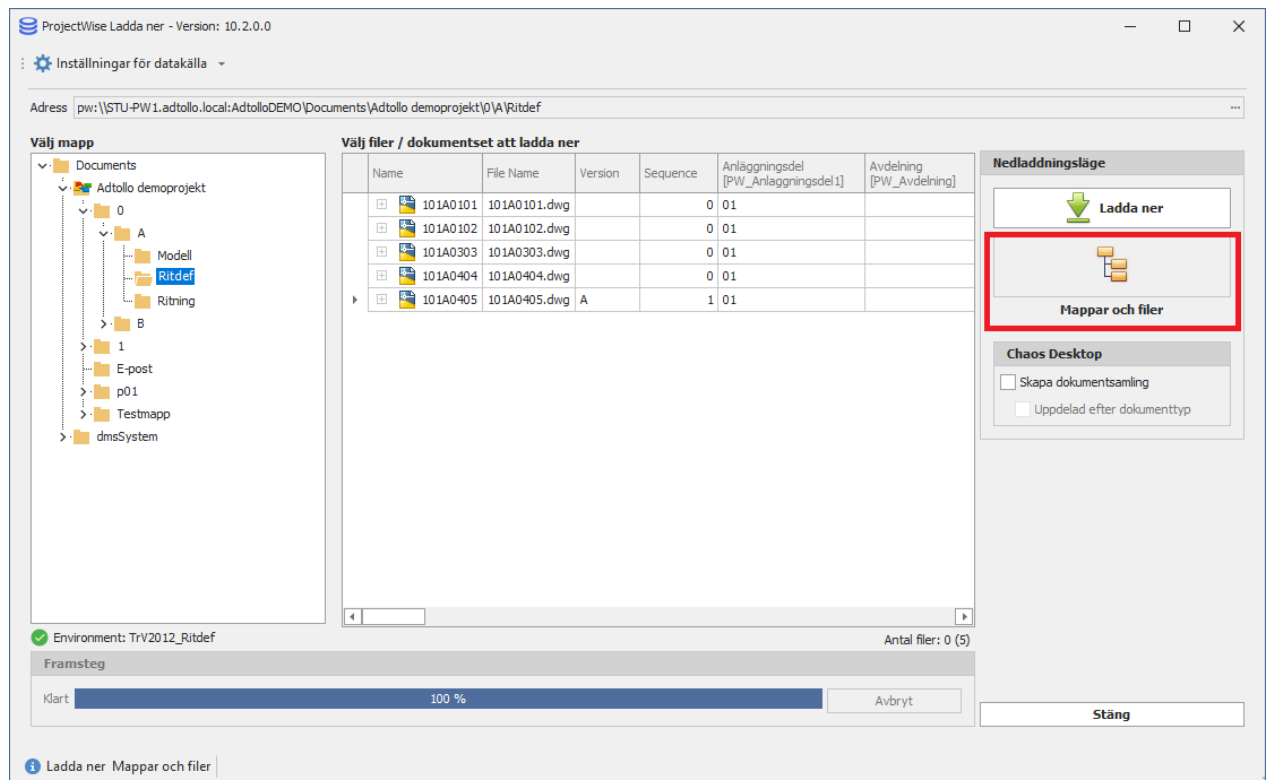 ProjectWise Ladda ner - Version: 10.2.0.0
Inställningar för datakälla
Adress pw:\\STU-PW1.adtollo.local:AdtolloDEMO\Documents\Adtollo demoprojekt\0\A\Ritdef ...
Välj mapp
Documents
Adtollo demoprojekt
0
A
Modell
Ritdef
Ritning
B
1
E-post
p01
Testmapp
dmsSystem
Environment: TrV2012_Ritdef
Välj filer / dokumentset att ladda ner
Name File Name Version Sequence Anläggningsdel [PW_Anlaggningsdel1] Avdelning [PW_Avdelning]
101A0101 101A0101.dwg 0 01
101A0102 101A0102.dwg 0 01
101A0303 101A0303.dwg 0 01
101A0404 101A0404.dwg 0 01
101A0405 101A0405.dwg A 1 01
Antal filer: 0 (5)
Nedladdningsläge
Ladda ner
Mappar och filer
Chaos Desktop
Skapa dokumentsamling
Uppdelad efter dokumenttyp
Framsteg
Klart 100 % Avbryt
Stäng
Ladda ner Mappar och filer